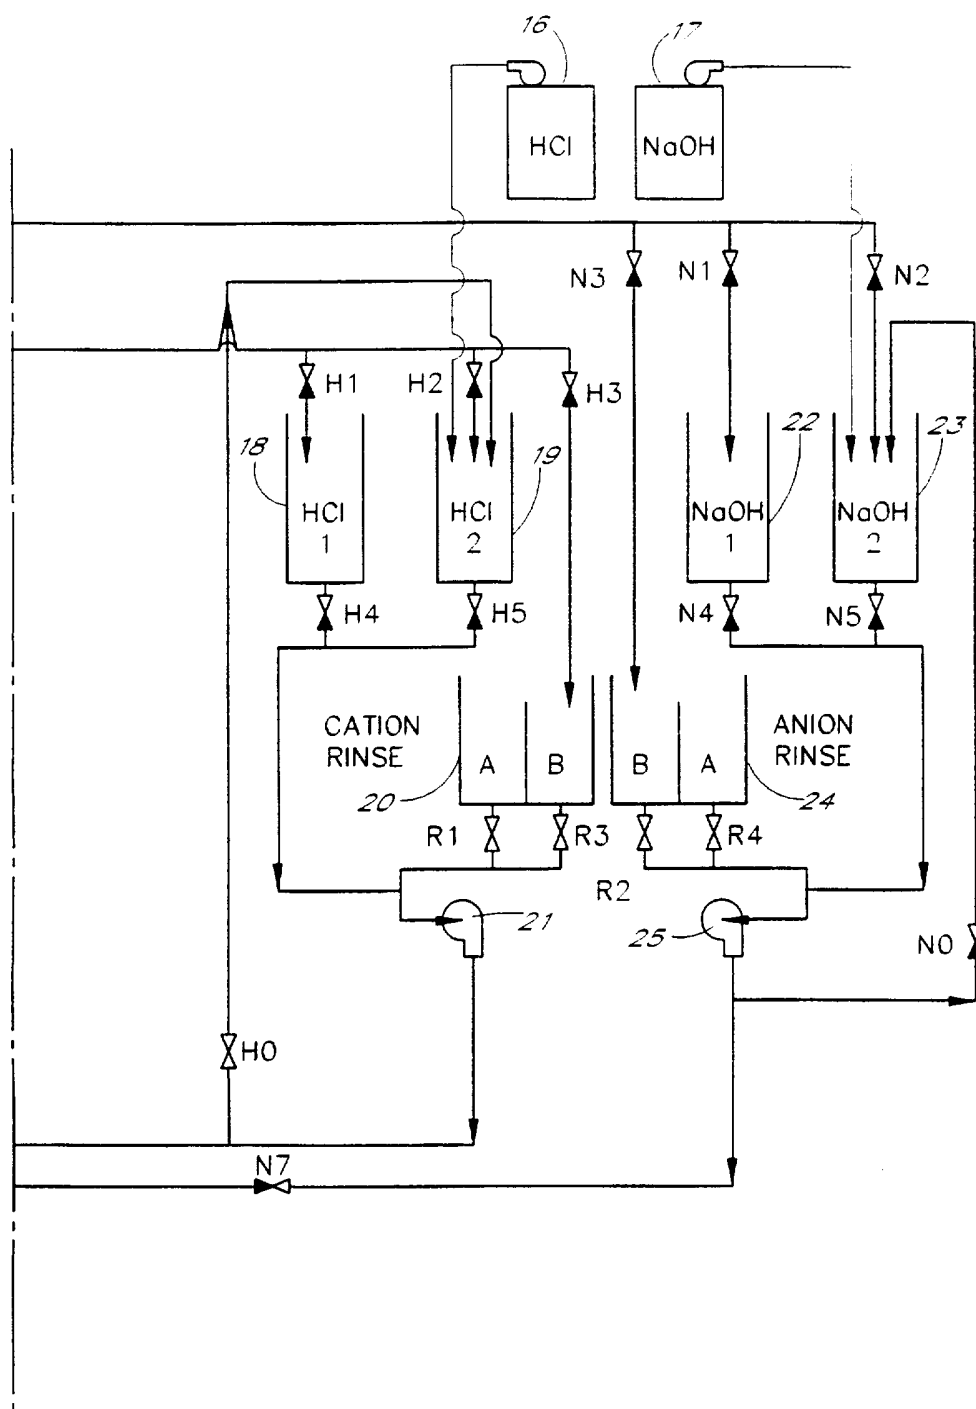 16
17
HCl
NaOH
N3
N1
N2
H1
H2
H3
18
19
22
23
HCl
1
HCl
2
NaOH
1
NaOH
2
H4
H5
N4
N5
CATION
RINSE
ANION
RINSE
A
B
B
A
20
24
R1
R3
R4
R2
21
25
N0
H0
N7